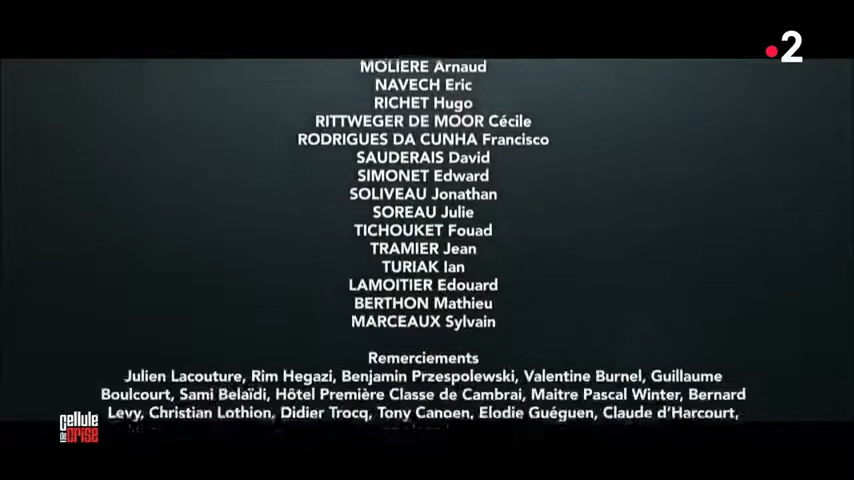 2
MOLIERE Arnaud
NAVECH Eric
RICHET Hugo
RITTWEGER DE MOOR Cécile
RODRIGUES DA CUNHA Francisco
SAUDERAIS David
SIMONET Edward
SOLIVEAU Jonathan
SOREAU Julie
TICHOUKET Fouad
TRAMIER Jean
TURIAK Ian
LAMOITIER Edouard
BERTHON Mathieu
MARCEAUX Sylvain
Remerciements
Julien Lacouture, Rim Hegazi, Benjamin Przespolewski, Valentine Burnel, Guillaume
Boulcourt, Sami Belaïdi, Hôtel Première Classe de Cambrai, Maitre Pascal Winter, Bernard
Levy, Christian Lothion, Didier Trocq, Tony Canoen, Elodie Guéguen, Claude d'Harcourt,
cellule
de crise